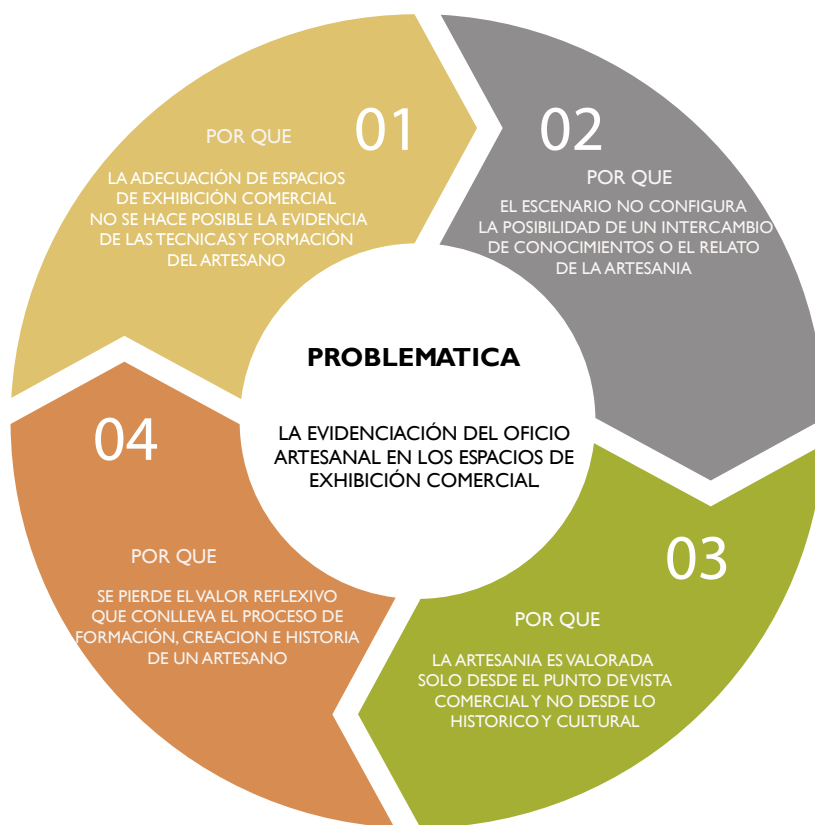 01
POR QUE
LA ADECUACIÓN DE ESPACIOS
DE EXHIBICIÓN COMERCIAL
NO SE HACE POSIBLE LA EVIDENCIA
DE LAS TECNICAS Y FORMACIÓN
DEL ARTESANO
02
POR QUE
EL ESCENARIO NO CONFIGURA
LA POSIBILIDAD DE UN INTERCAMBIO
DE CONOCIMIENTOS O EL RELATO
DE LA ARTESANIA
PROBLEMATICA
LA EVIDENCIACIÓN DEL OFICIO
ARTESANAL EN LOS ESPACIOS DE
EXHIBICIÓN COMERCIAL
03
POR QUE
LA ARTESANIA ES VALORADA
SOLO DESDE EL PUNTO DE VISTA
COMERCIAL Y NO DESDE LO
HISTORICO Y CULTURAL
04
POR QUE
SE PIERDE EL VALOR REFLEXIVO
QUE CONLLEVA EL PROCESO DE
FORMACIÓN, CREACION E HISTORIA
DE UN ARTESANO